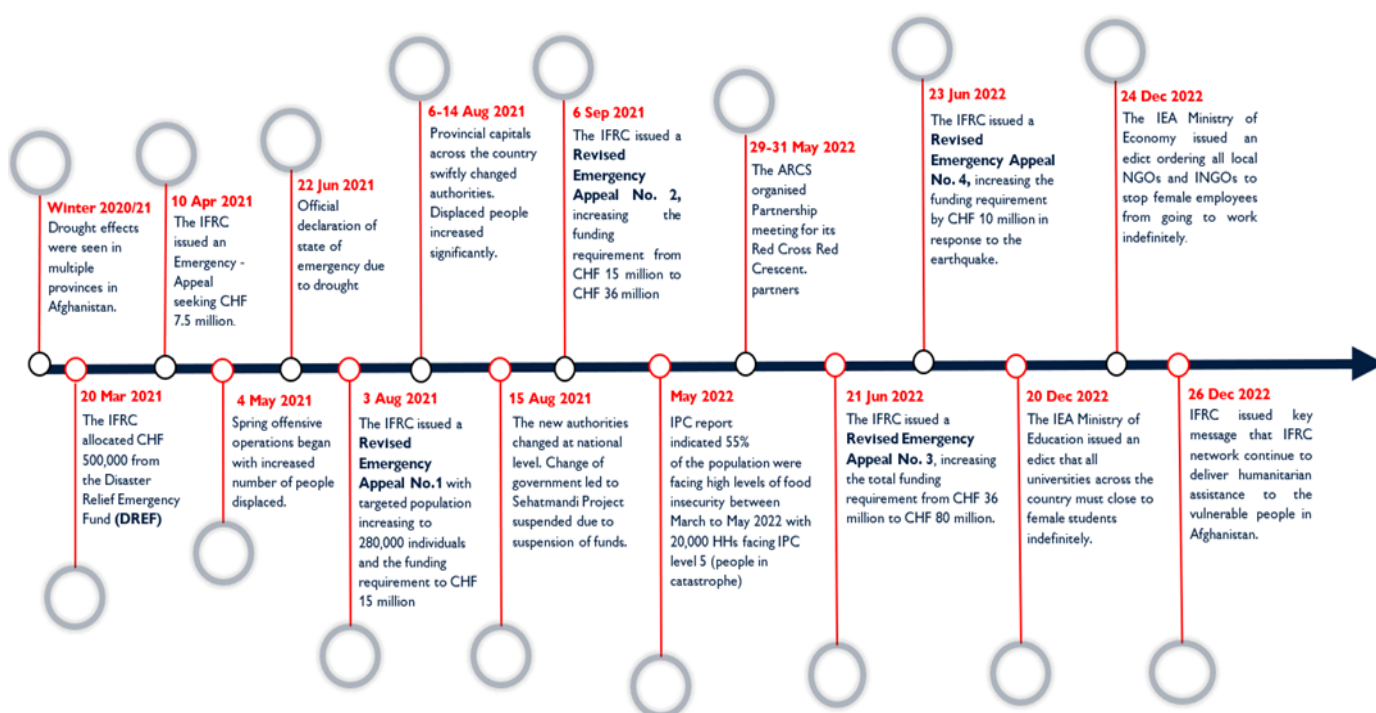 Winter 2020/21
Drought effects
were seen in
multiple
provinces in
Afghanistan.
20 Mar 2021
The IFRC
allocated CHF
500,000 from
the Disaster
Relief Emergency
Fund (DREF)
10 Apr 2021
The IFRC
issued an
Emergency -
Appeal
seeking CHF
7.5 million.
4 May 2021
Spring offensive
operations began
with increased
number of people
displaced.
22 Jun 2021
Official
declaration of
state of
emergency due
to drought
3 Aug 2021
The IFRC issued a
Revised
Emergency
Appeal No.1 with
targeted population
increasing to
280,000 individuals
and the funding
requirement to CHF
15 million
6-14 Aug 2021
Provincial capitals
across the country
swiftly changed
authorities.
Displaced people
increased
significantly.
15 Aug 2021
The new authorities
changed at national
level. Change of
government led to
Sehatmandi Project
suspended due to
suspension of funds.
6 Sep 2021
The IFRC issued a
Revised
Emergency
Appeal No. 2,
increasing the
funding
requirement from
CHF 15 million to
CHF 36 million
May 2022
IPC report
indicated 55%
of the population were
facing high levels of food
insecurity between
March to May 2022 with
20,000 HHs facing IPC
level 5 (people in
catastrophe)
29-31 May 2022
The ARCS
organised
Partnership
meeting for its
Red Cross Red
Crescent.
partners
21 Jun 2022
The IFRC issued a
Revised Emergency
Appeal No. 3, increasing
the total funding
requirement from CHF 36
million to CHF 80 million.
23 Jun 2022
The IFRC issued a
Revised
Emergency Appeal
No. 4, increasing the
funding requirement
by CHF 10 million in
response to the
earthquake.
20 Dec 2022
The IEA Ministry of
Education issued an
edict that all
universities across the
country must close to
female students
indefinitely.
24 Dec 2022
The IEA Ministry of
Economy issued an
edict ordering all local
NGOs and INGOs to
stop female employees
from going to work
indefinitely.
26 Dec 2022
IFRC issued key
message that IFRC
network continue to
deliver humanitarian
assistance to the
vulnerable people in
Afghanistan.